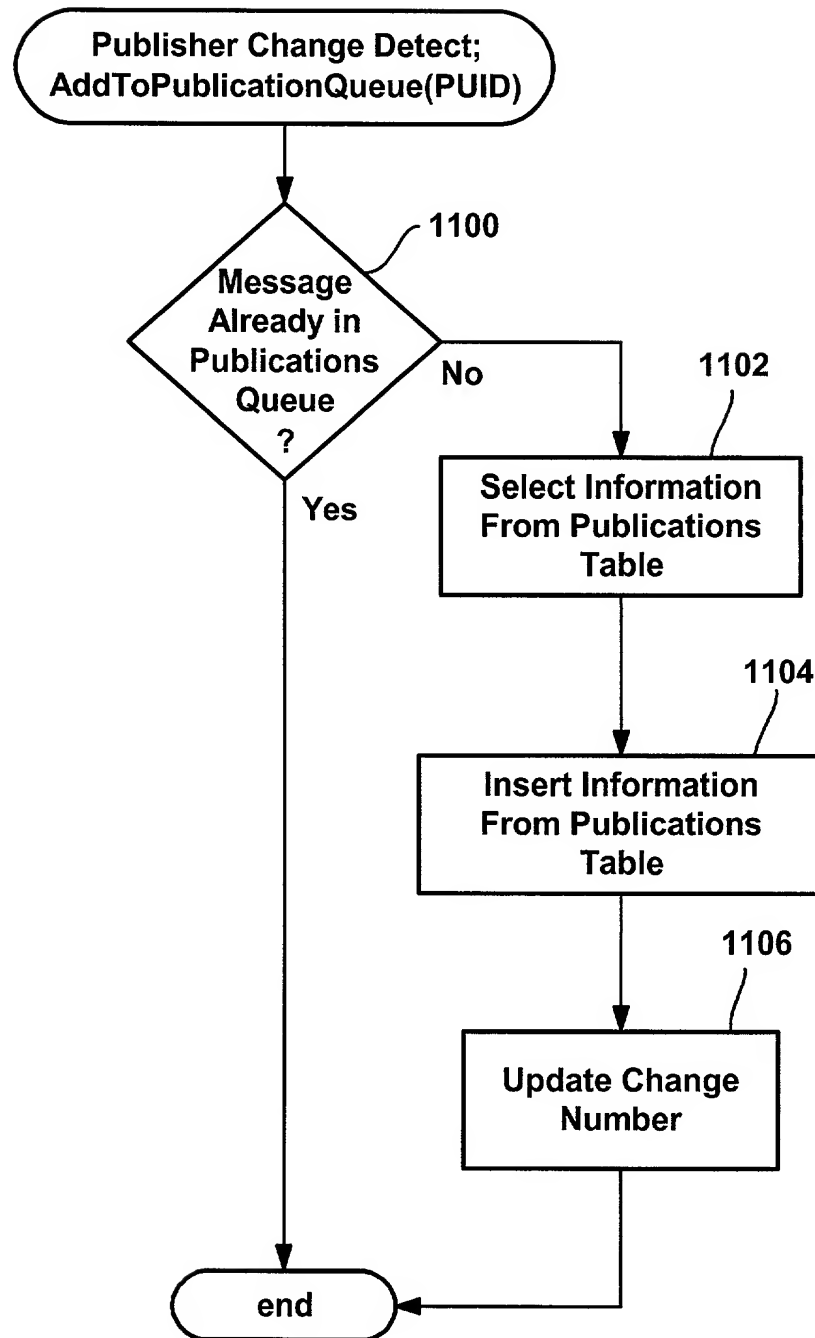 Publisher Change Detect;
AddToPublicationQueue(PUID)
1100
Message
Already in
Publications
Queue
?
No
Yes
1102
Select Information
From Publications
Table
1104
Insert Information
From Publications
Table
1106
Update Change
Number
end